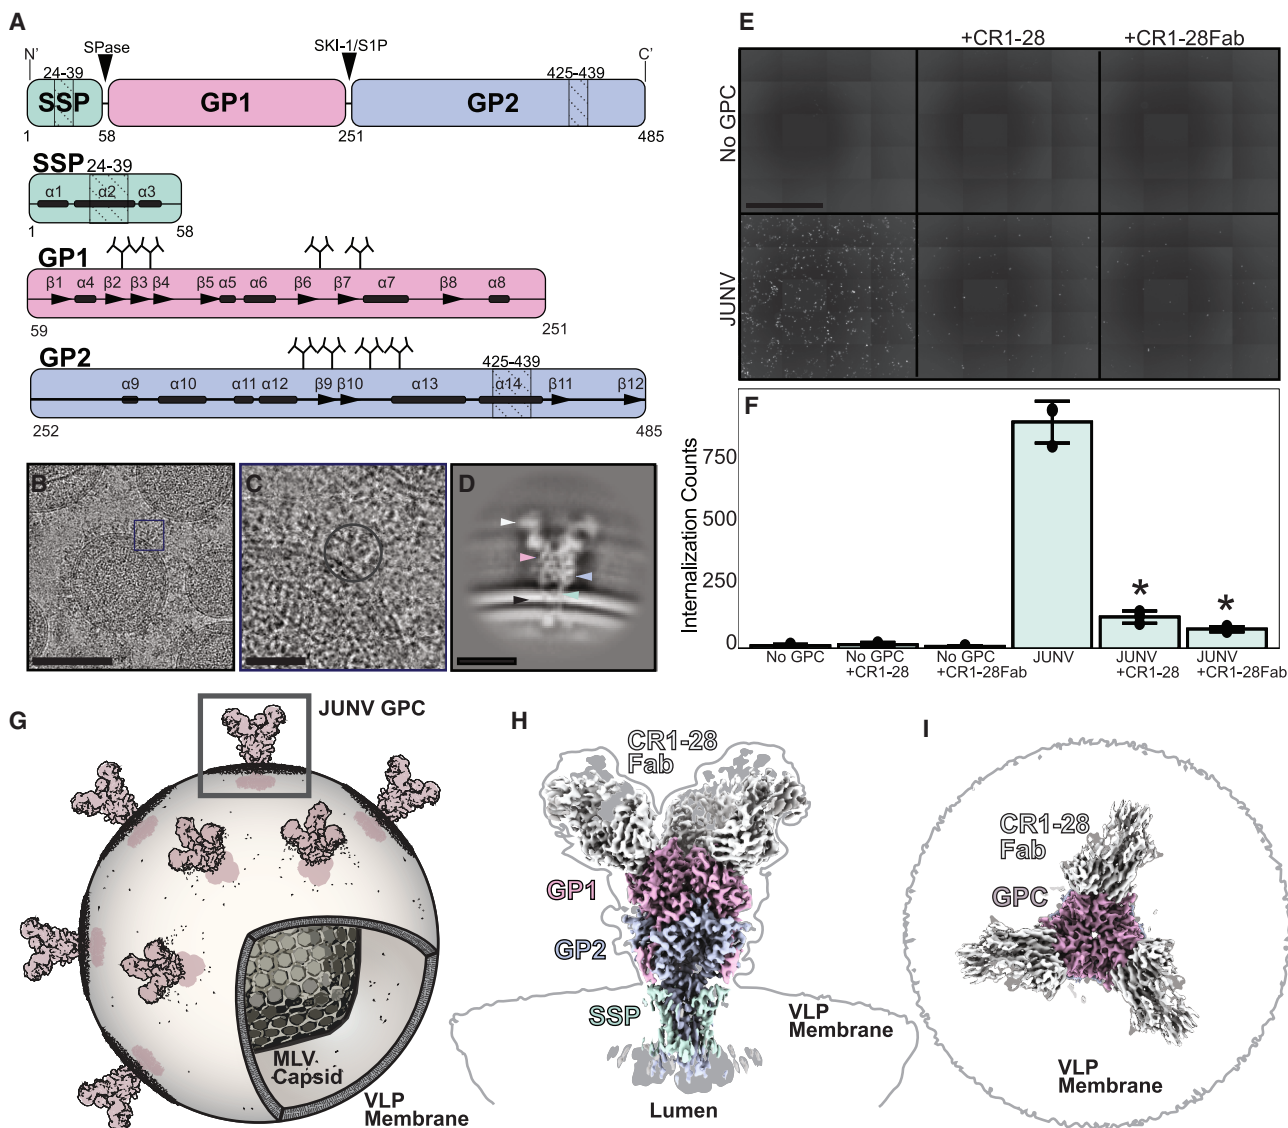 A
N'
SPase
SKI-1/S1P
C'
24-39
425-439
SSP
GP1
GP2
1
58
251
485
SSP
24-39
α1
α2
α3
1
58
GP1
β1
α4
β2
β3
β4
β5
α5
α6
β6
β7
α7
β8
α8
59
251
GP2
425-439
α9
α10
α11
α12
β9
β10
α13
α14
β11
β12
252
485
B
C
D
E
+CR1-28
+CR1-28Fab
No GPC
JUNV
F
Internalization Counts
750
500
250
0
*
*
No GPC
No GPC
+CR1-28
No GPC
+CR1-28Fab
JUNV
JUNV
+CR1-28
JUNV
+CR1-28Fab
G
JUNV GPC
MLV
Capsid
VLP
Membrane
H
CR1-28
Fab
GP1
GP2
SSP
VLP
Membrane
Lumen
I
CR1-28
Fab
GPC
VLP
Membrane